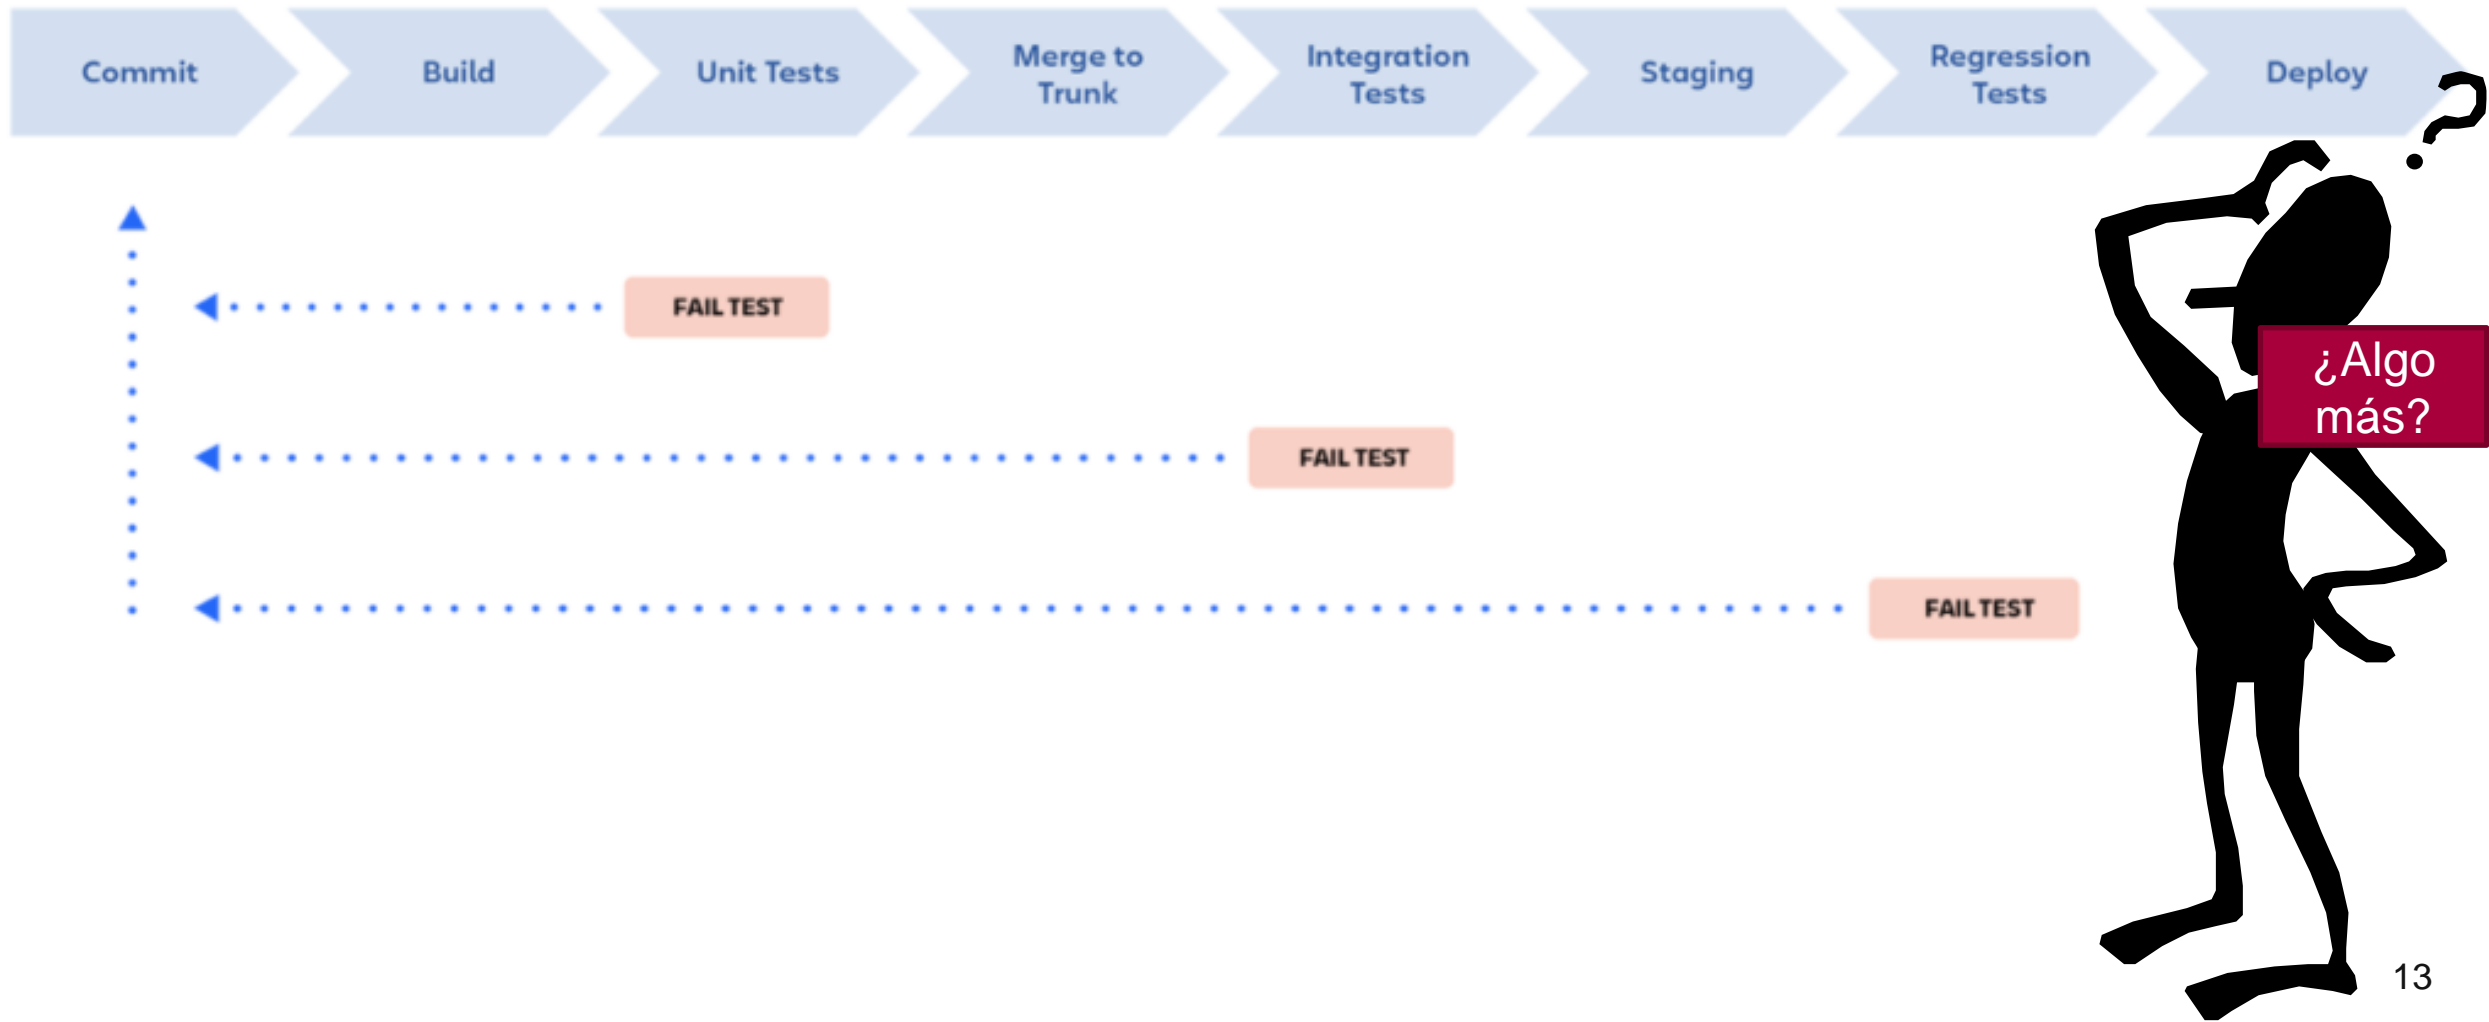 Commit
Build
Unit Tests
Merge to
Trunk
Integration
Tests
Staging
Regression
Tests
Deploy
?
FAIL TEST
¿Algo
más?
FAIL TEST
FAIL TEST
13